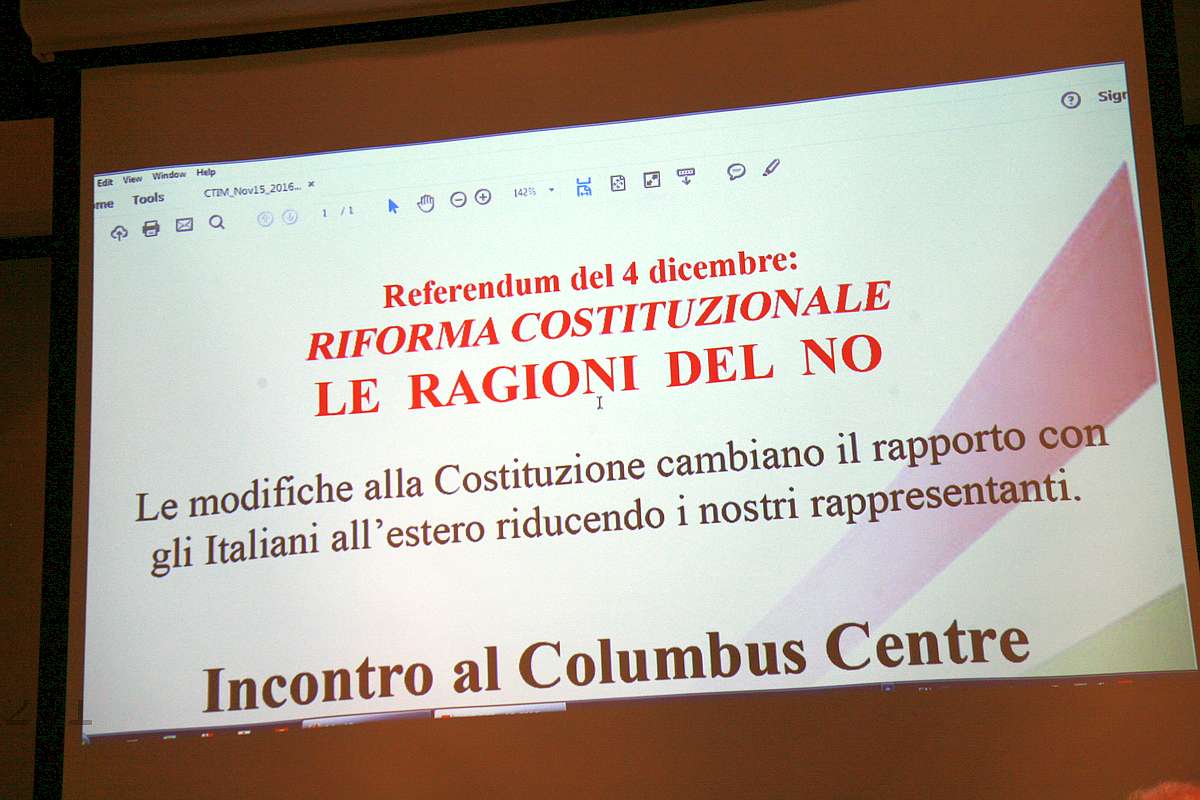 Sign
Edit View Window Help
ome Tools CTIM_Nov15_2016... ×
1 / 1 142%
Referendum del 4 dicembre:
RIFORMA COSTITUZIONALE
LE RAGIONI DEL NO
Le modifiche alla Costituzione cambiano il rapporto con
gli Italiani all’estero riducendo i nostri rappresentanti.
Incontro al Columbus Centre